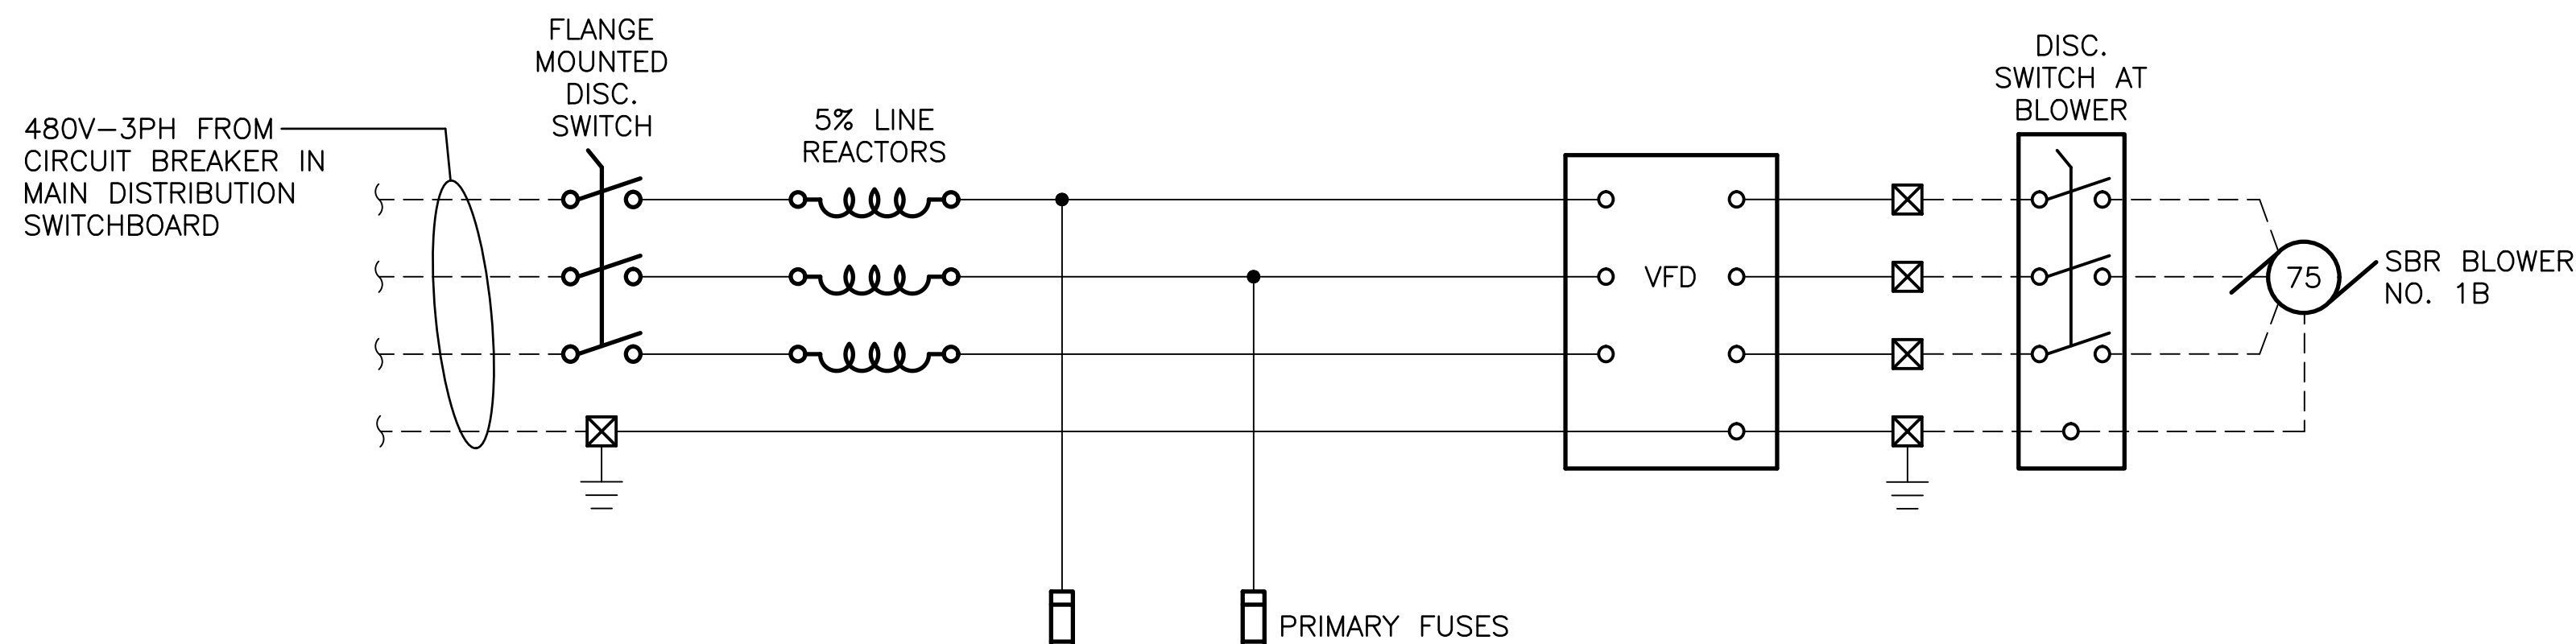 FLANGE
MOUNTED
DISC.
SWITCH
480V-3PH FROM
CIRCUIT BREAKER IN
MAIN DISTRIBUTION
SWITCHBOARD
5% LINE
REACTORS
VFD
DISC.
SWITCH AT
BLOWER
75
SBR BLOWER
NO. 1B
PRIMARY FUSES